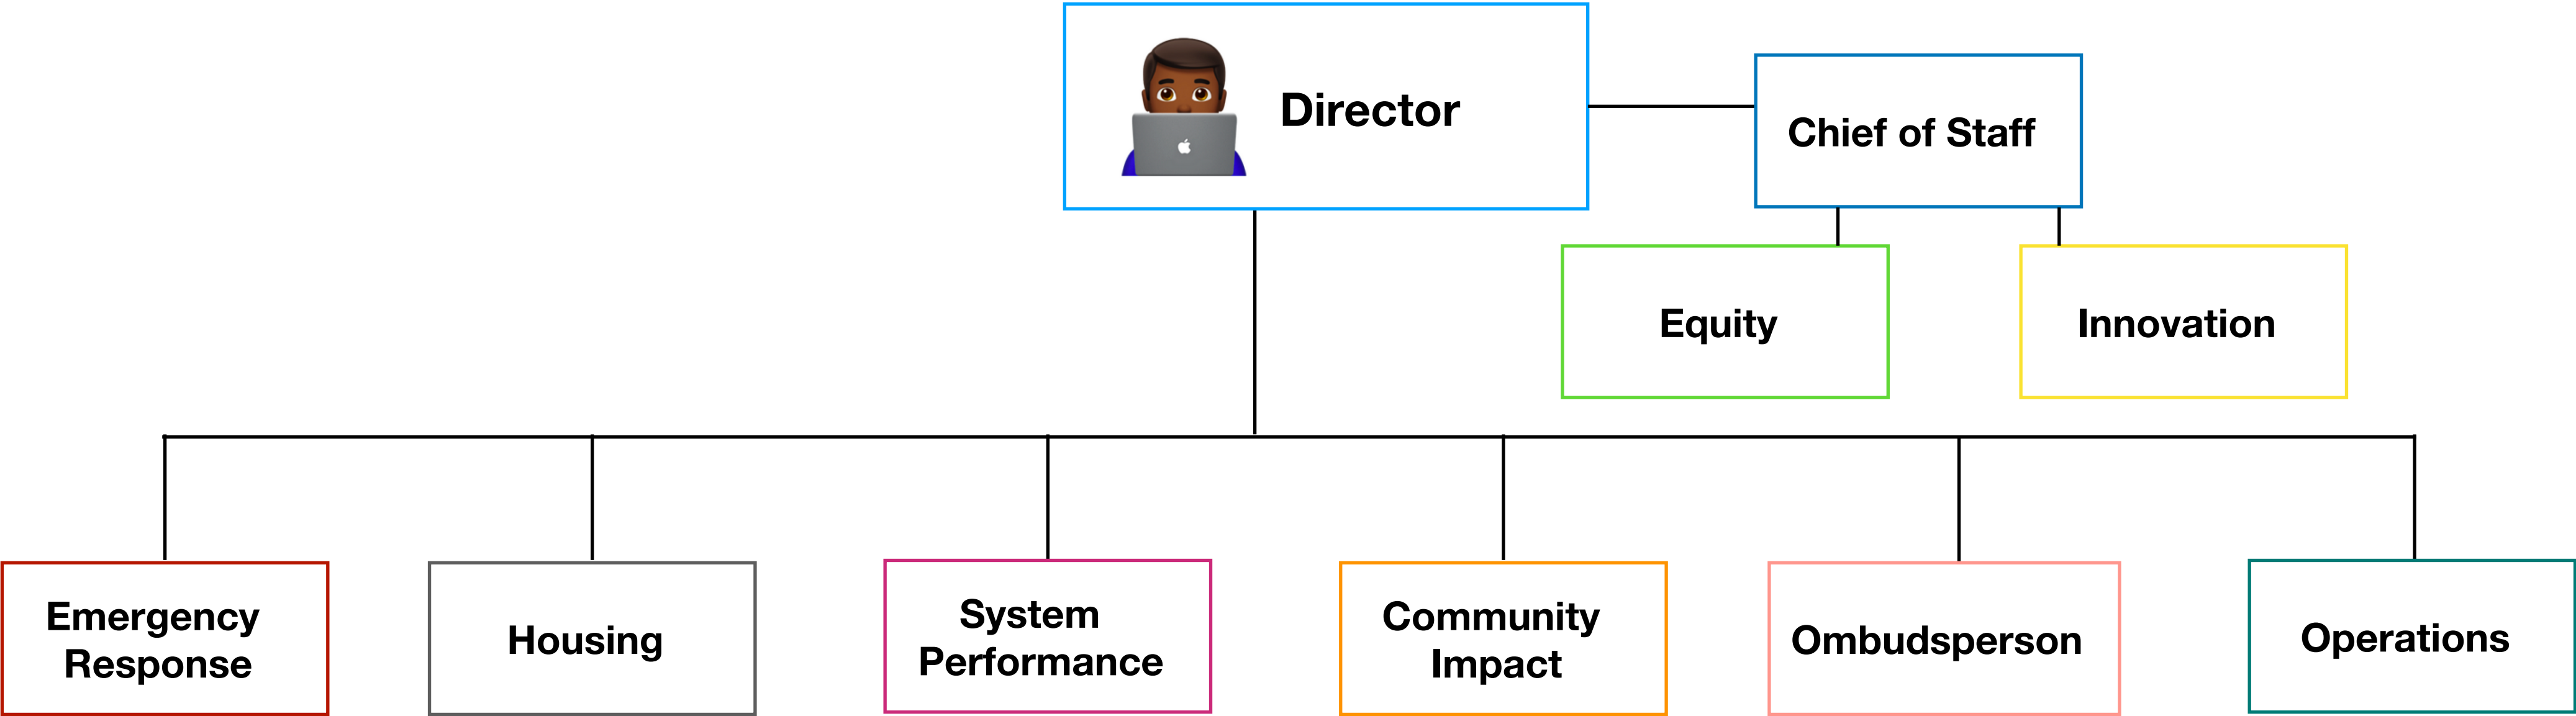 Director
Chief of Staff
Equity
Innovation
Emergency
Response
Housing
System
Performance
Community
Impact
Ombudsperson
Operations